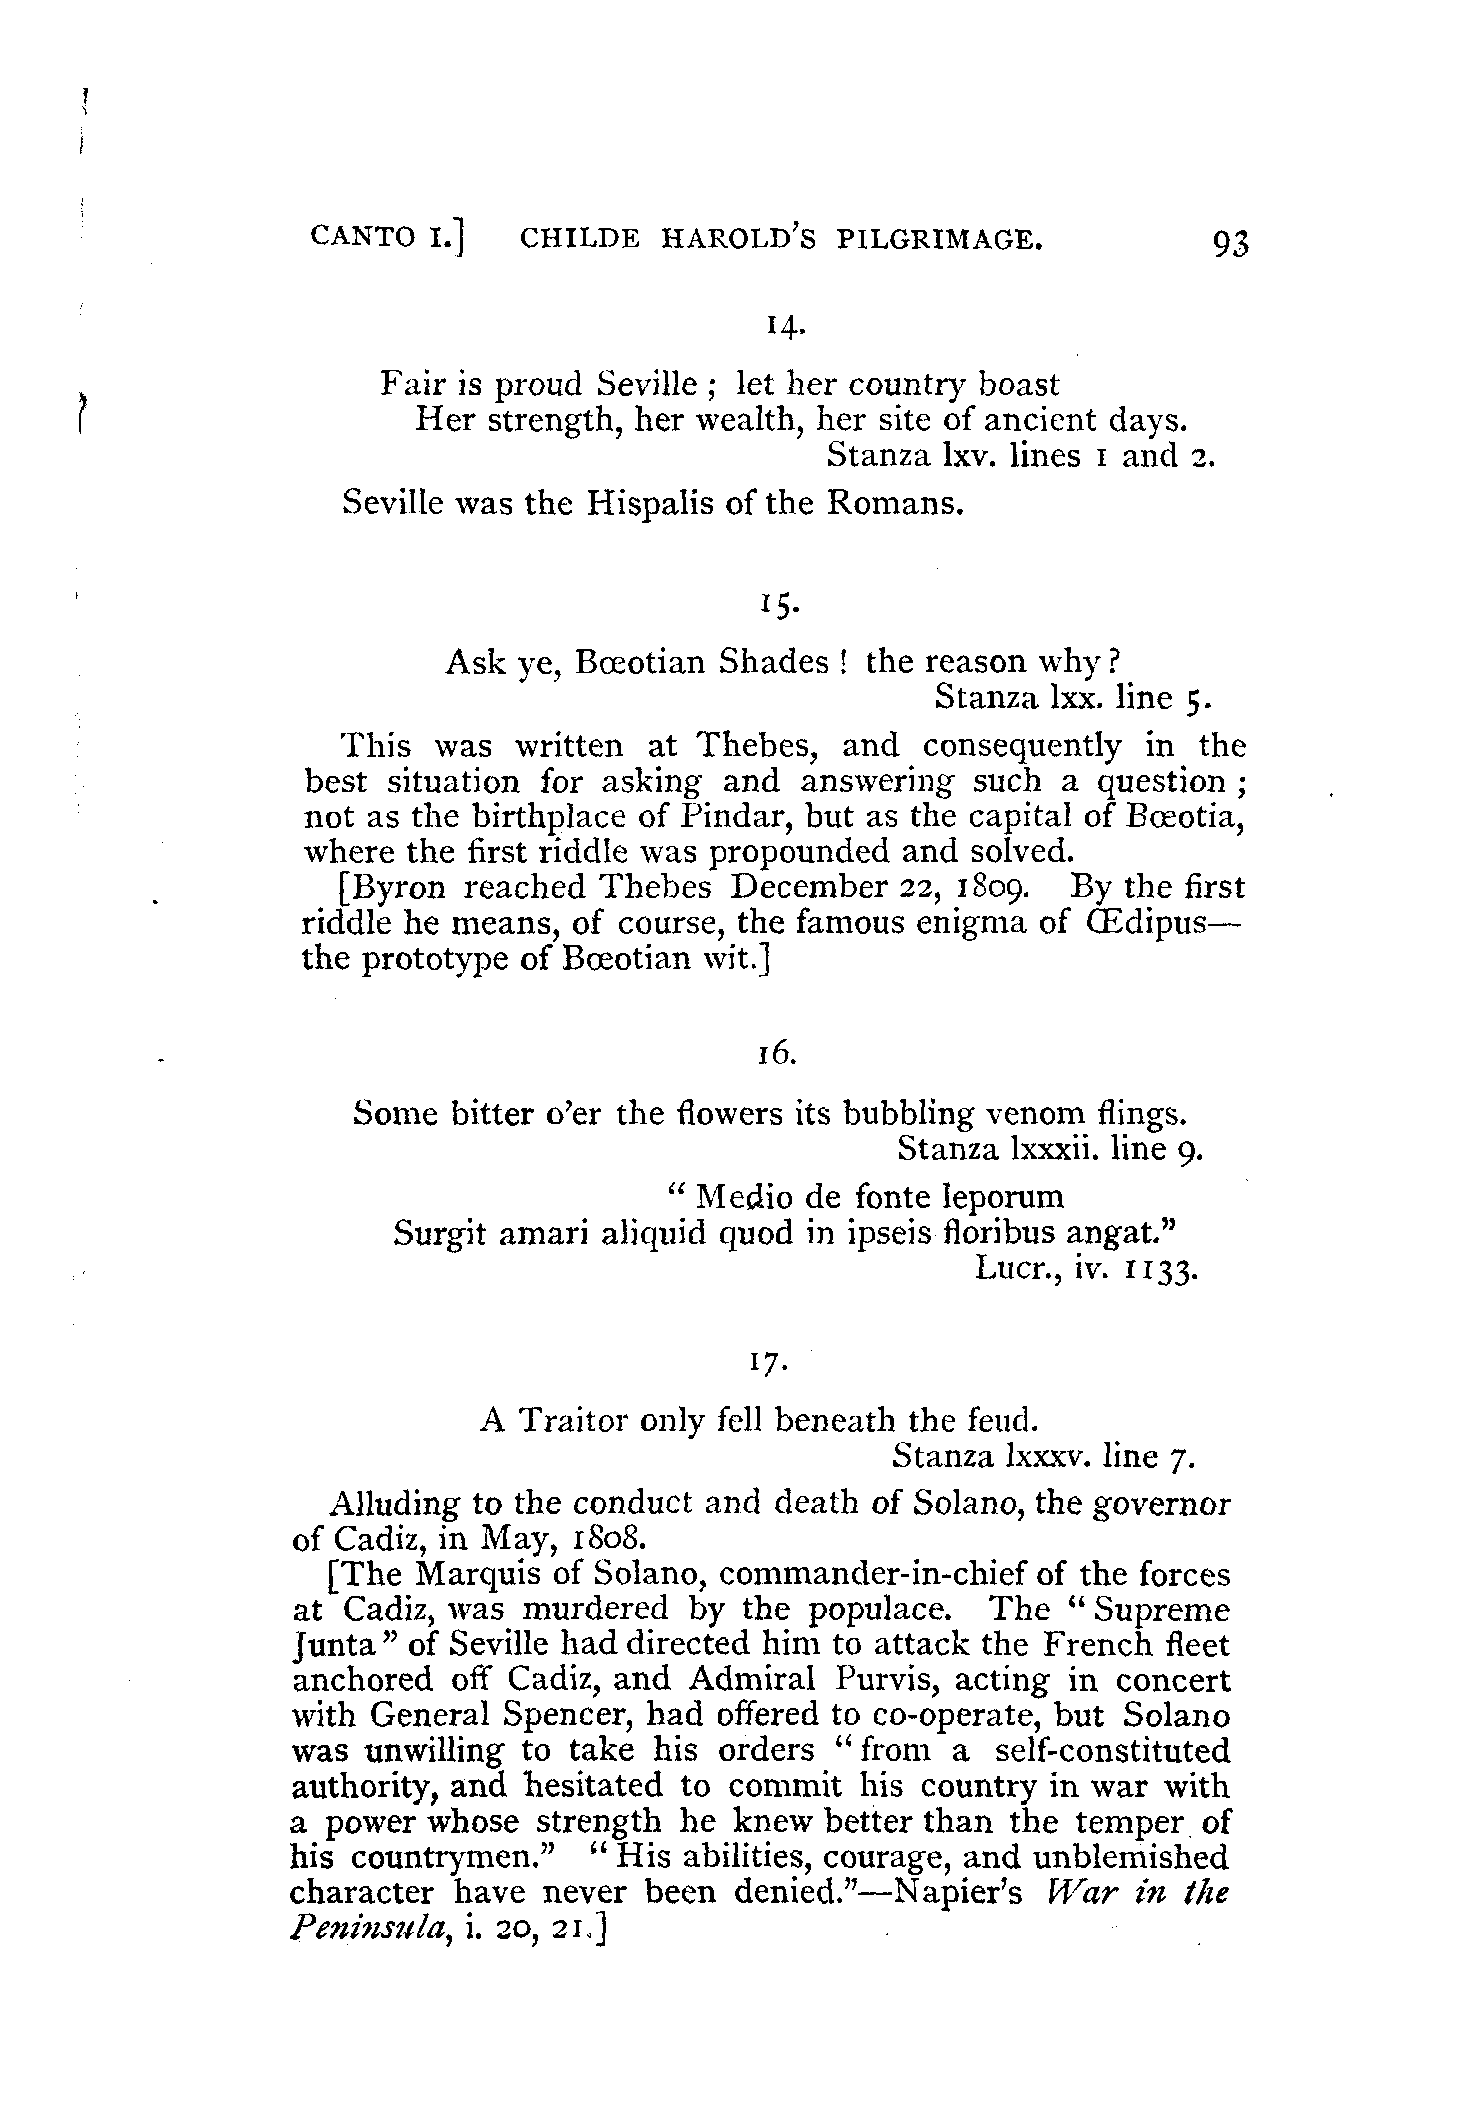 CANTO I.] CHILDE HAROLD'S PILGRIMAGE. 93
14.
Fair is proud Seville ; let her country boast
Her strength, her wealth, her site of ancient days.
Stanza lxv. lines 1 and 2.
Seville was the Hispalis of the Romans.
15.
Ask ye, Bœotian Shades ! the reason why ?
Stanza lxx. line 5.
This was written at Thebes, and consequently in the
best situation for asking and answering such a question ;
not as the birthplace of Pindar, but as the capital of Bœotia,
where the first riddle was propounded and solved.
[Byron reached Thebes December 22, 1809. By the first
riddle he means, of course, the famous enigma of Œdipus—
the prototype of Bœotian wit.]
16.
Some bitter o'er the flowers its bubbling venom flings.
Stanza lxxxii. line 9.
" Medio de fonte leporum
Surgit amari aliquid quod in ipseis floribus angat."
Lucr., iv. 1133.
17.
A Traitor only fell beneath the feud.
Stanza lxxxv. line 7.
Alluding to the conduct and death of Solano, the governor
of Cadiz, in May, 1808.
[The Marquis of Solano, commander-in-chief of the forces
at Cadiz, was murdered by the populace. The " Supreme
Junta" of Seville had directed him to attack the French fleet
anchored off Cadiz, and Admiral Purvis, acting in concert
with General Spencer, had offered to co-operate, but Solano
was unwilling to take his orders " from a self-constituted
authority, and hesitated to commit his country in war with
a power whose strength he knew better than the temper of
his countrymen." " His abilities, courage, and unblemished
character have never been denied."—Napier's War in the
Peninsula, i. 20, 21.]